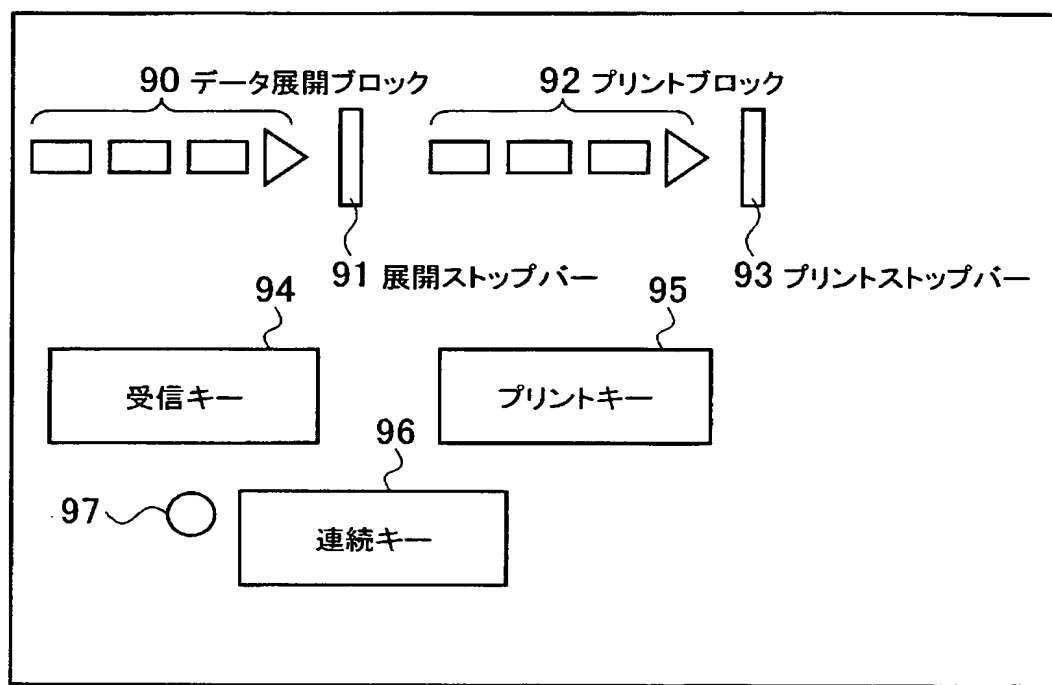 90 データ展開ブロック
92 プリントブロック
91 展開ストップバー
93 プリントストップバー
94
95
受信キー
プリントキー
96
97
連続キー